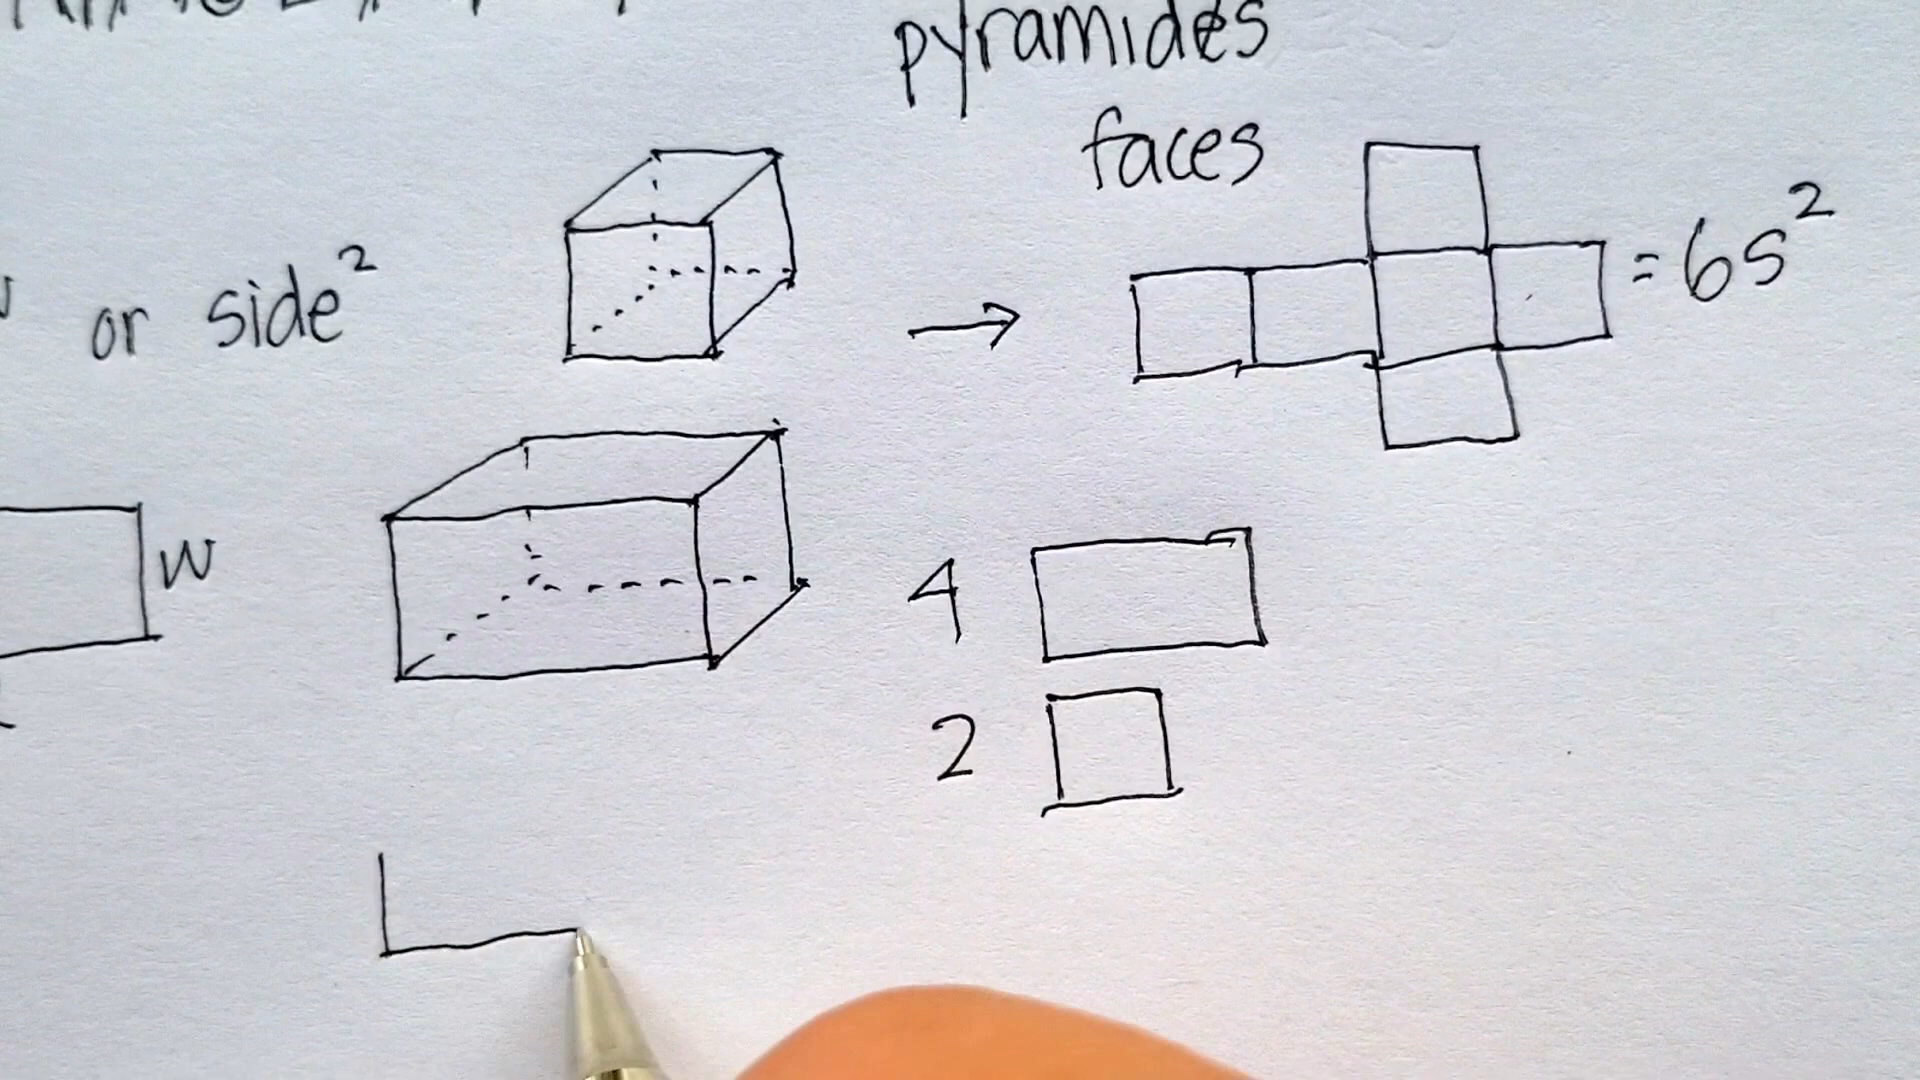 pyramides
faces
or side²
= 6s²
w
4
2